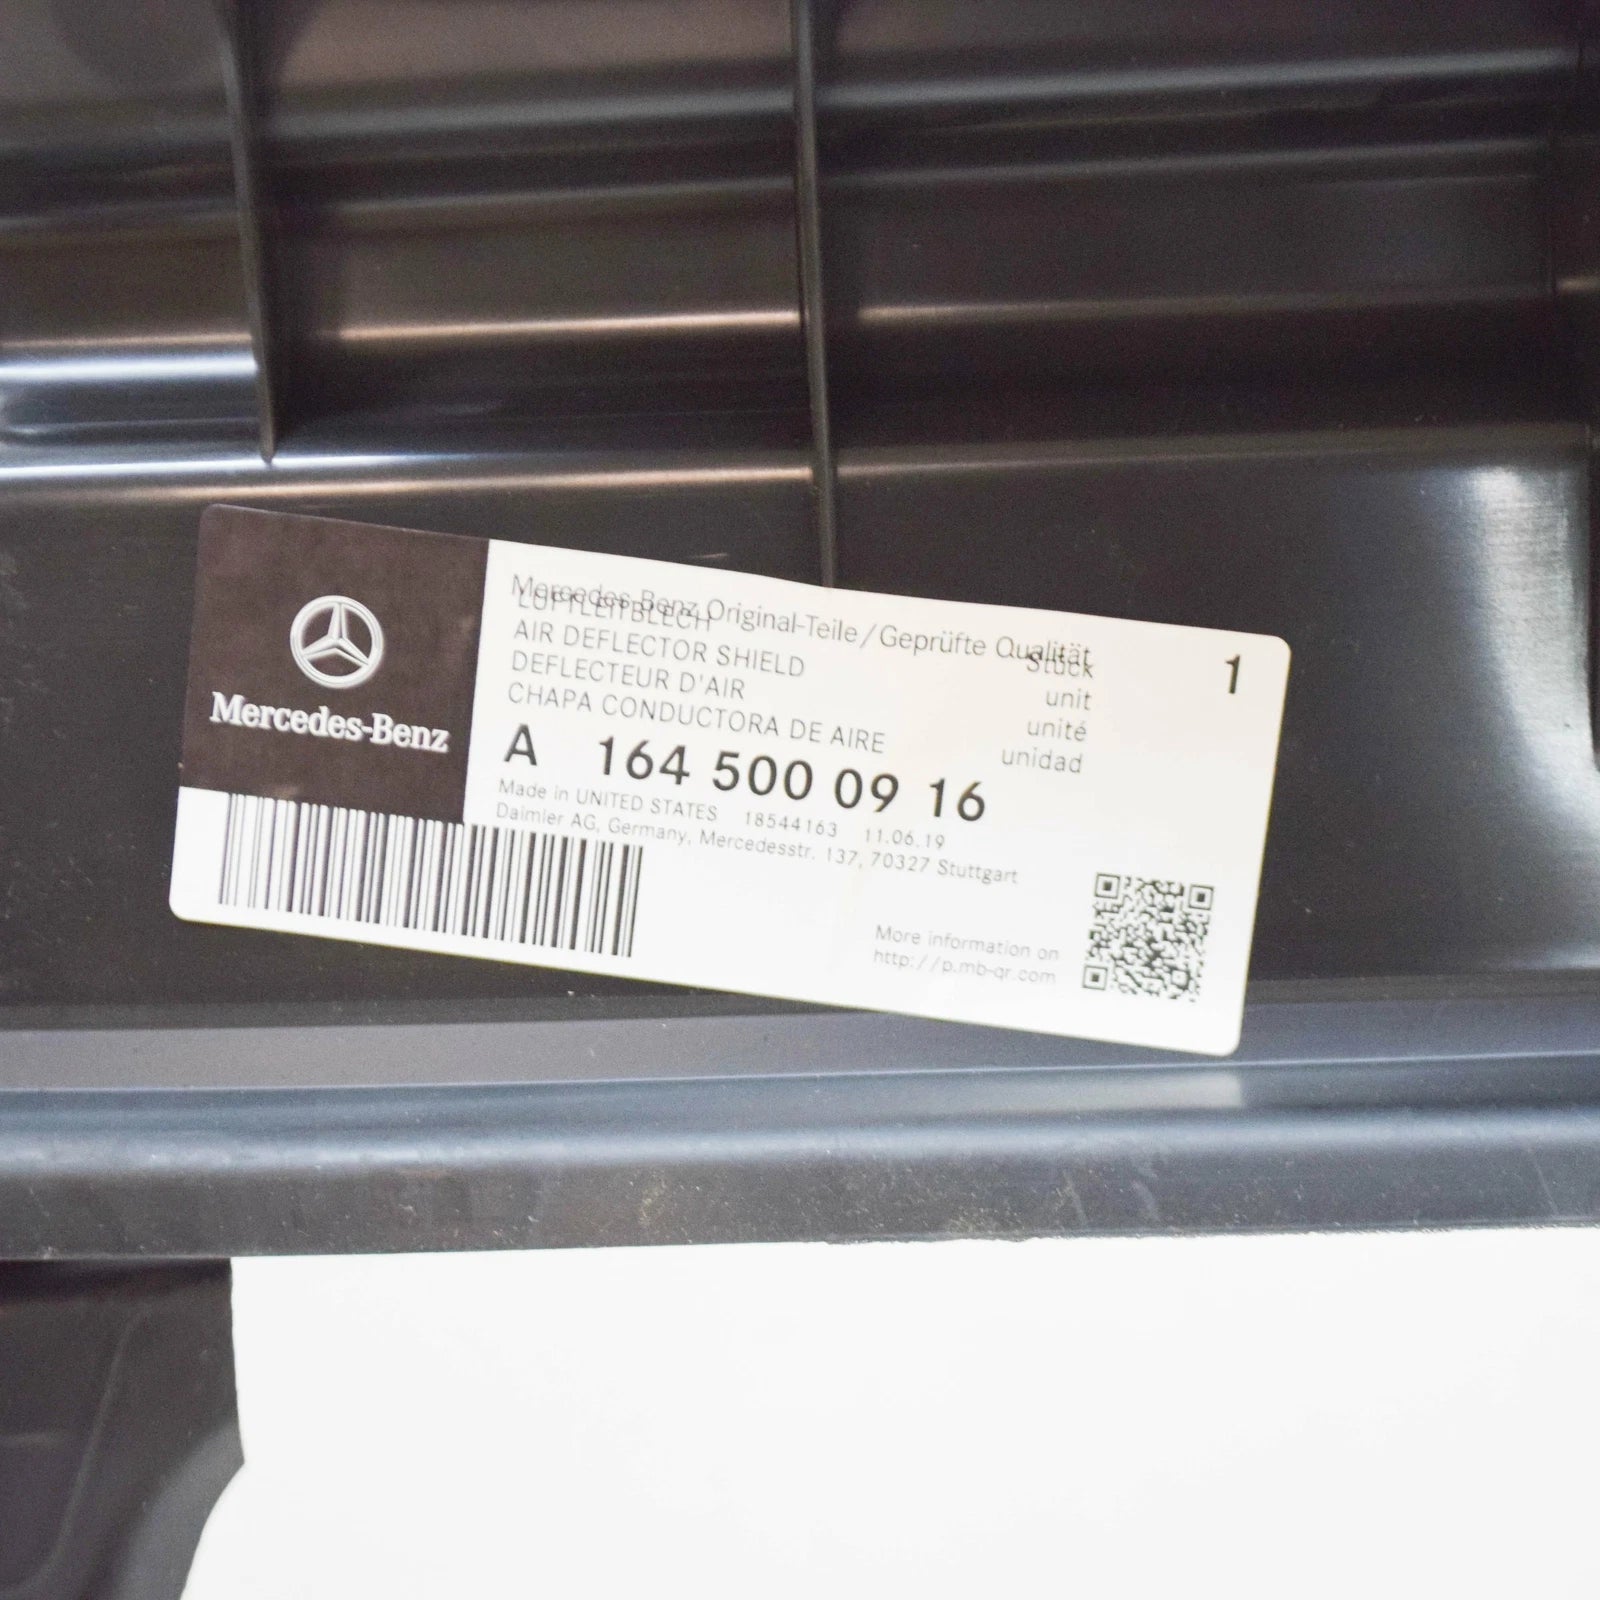 Mercedes-Benz
Mercedes-Benz Original-Teile / Geprüfte Qualität
LUFTLEITBLECH
AIR DEFLECTOR SHIELD
DEFLECTEUR D'AIR
CHAPA CONDUCTORA DE AIRE
Stück
unit
unité
unidad
1
A 164 500 09 16
Made in UNITED STATES 18544163 11.06.19
Daimler AG, Germany, Mercedesstr. 137, 70327 Stuttgart
More information on
http://p.mb-qr.com